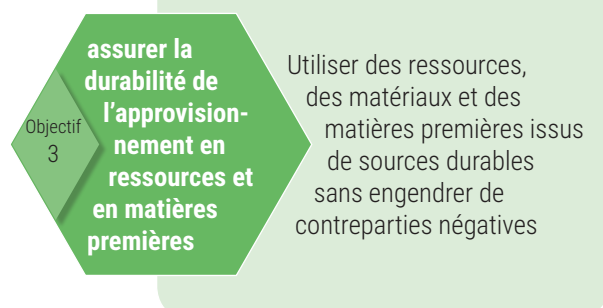 Objectif
3
assurer la
durabilité de
l’approvision-
nement en
ressources et
en matières
premières
Utiliser des ressources,
des matériaux et des
matières premières issus
de sources durables
sans engendrer de
contreparties négatives